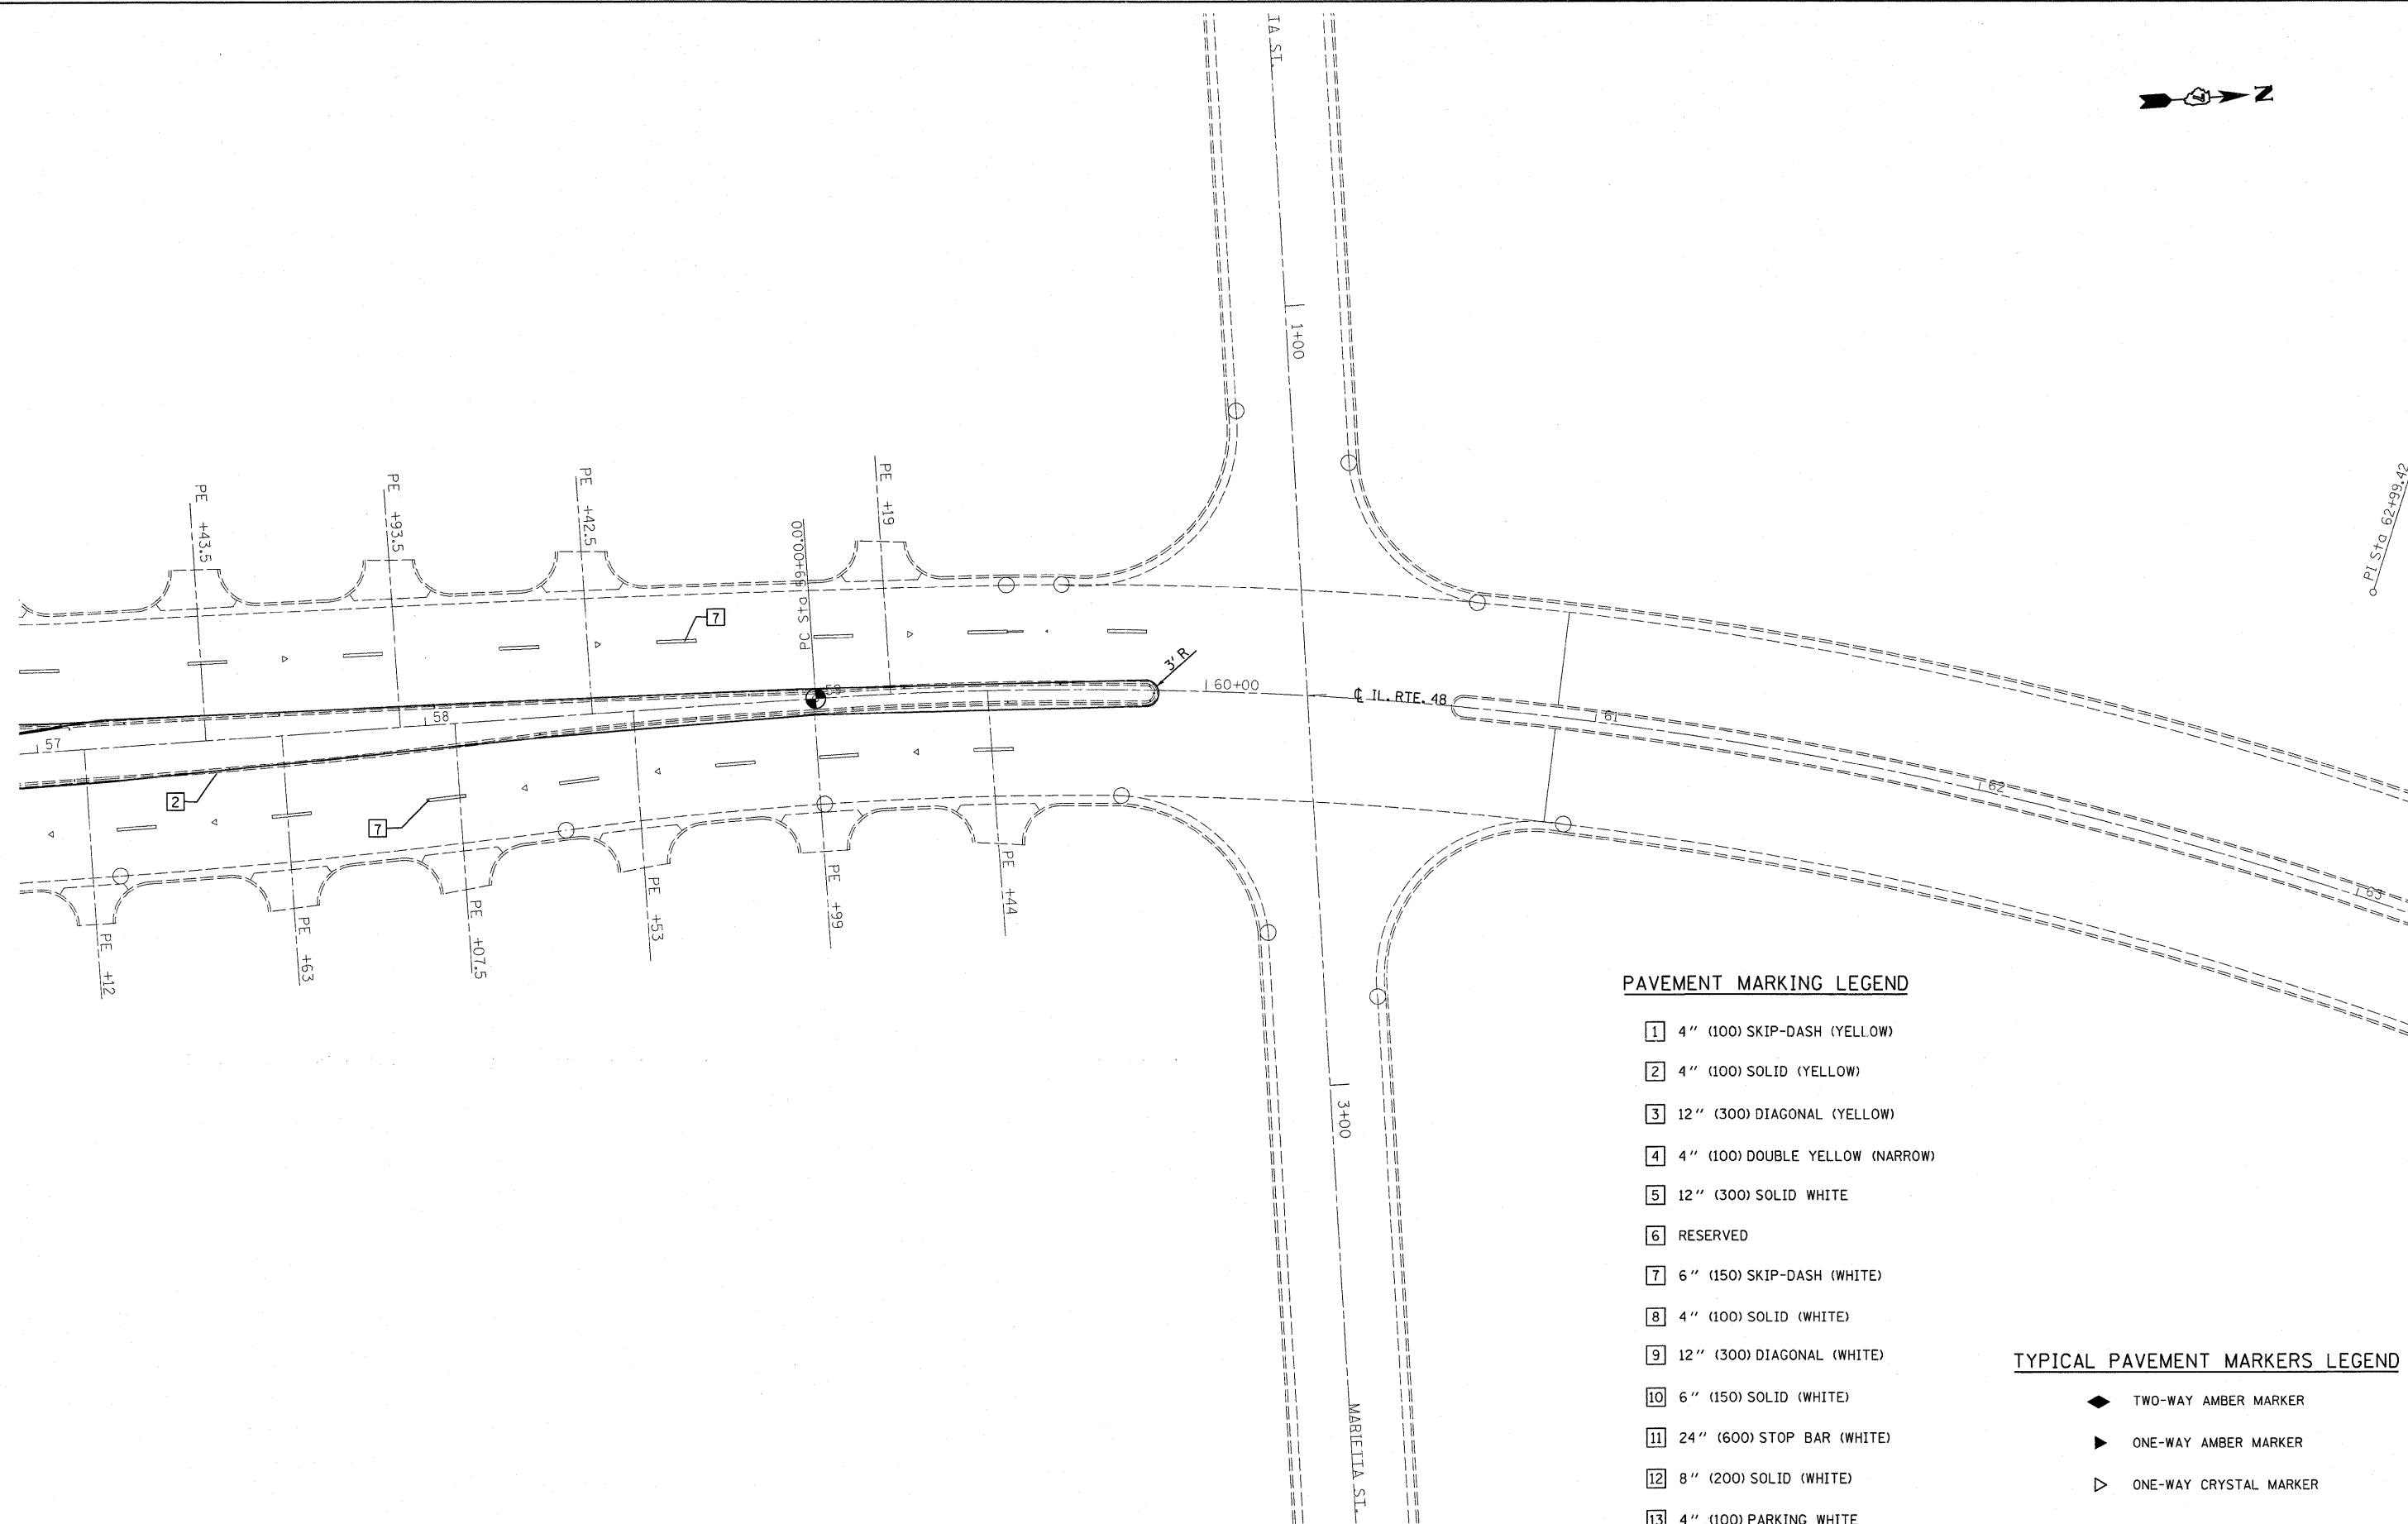 TA ST.
N
1+00
PI Sta 62+99.42
PE +43.5
PE +93.5
PE +42.5
PC Sta 59+00.00
PE +19
7
3' R
60+00
℄ IL. RTE. 48
59
58
57
61
62
63
2
7
PE +12
PE +63
PE +07.5
PE +53
PE +99
PE +44
3+00
MARIETTA ST.
PAVEMENT MARKING LEGEND
1 4" (100) SKIP-DASH (YELLOW)
2 4" (100) SOLID (YELLOW)
3 12" (300) DIAGONAL (YELLOW)
4 4" (100) DOUBLE YELLOW (NARROW)
5 12" (300) SOLID WHITE
6 RESERVED
7 6" (150) SKIP-DASH (WHITE)
8 4" (100) SOLID (WHITE)
9 12" (300) DIAGONAL (WHITE)
10 6" (150) SOLID (WHITE)
11 24" (600) STOP BAR (WHITE)
12 8" (200) SOLID (WHITE)
13 4" (100) PARKING WHITE
TYPICAL PAVEMENT MARKERS LEGEND
TWO-WAY AMBER MARKER
ONE-WAY AMBER MARKER
ONE-WAY CRYSTAL MARKER